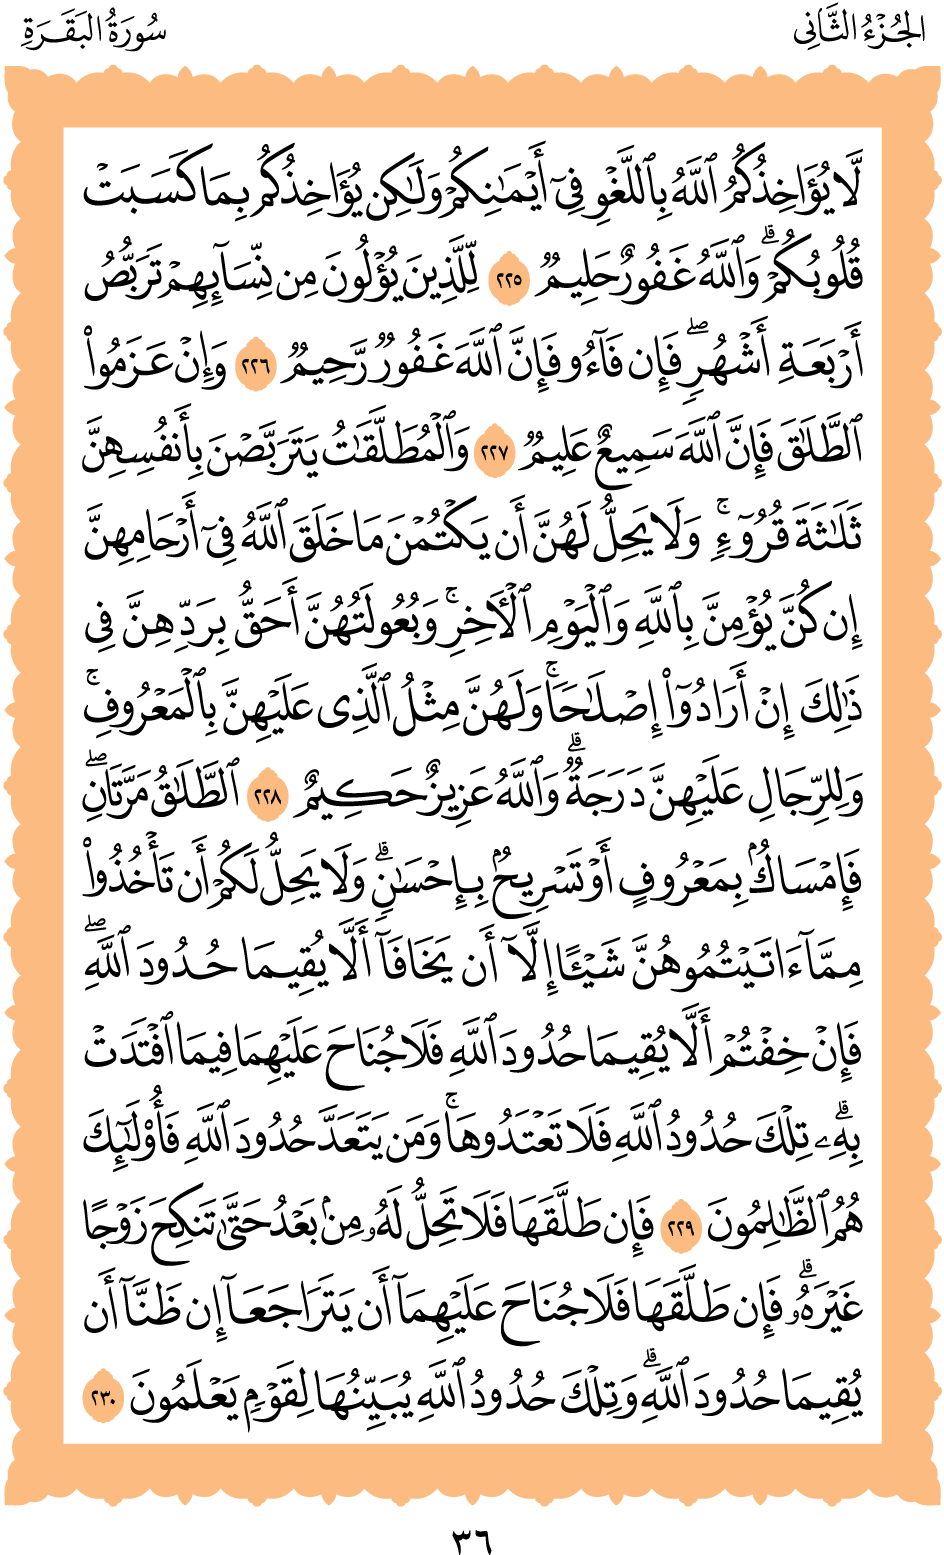 الجُزْءُ الثَّانِى
سُورَةُ البَقَرَةِ
لَّا يُؤَاخِذُكُمُ ٱللَّهُ بِٱللَّغْوِ فِىٓ أَيْمَٰنِكُمْ وَلَٰكِن يُؤَاخِذُكُم بِمَا كَسَبَتْ
قُلُوبُكُمْ ۗ وَٱللَّهُ غَفُورٌ حَلِيمٌ ٢٢٥ لِّلَّذِينَ يُؤْلُونَ مِن نِّسَآئِهِمْ تَرَبُّصُ
أَرْبَعَةِ أَشْهُرٍ ۖ فَإِن فَآءُو فَإِنَّ ٱللَّهَ غَفُورٌ رَّحِيمٌ ٢٢٦ وَإِنْ عَزَمُوا۟
ٱلطَّلَٰقَ فَإِنَّ ٱللَّهَ سَمِيعٌ عَلِيمٌ ٢٢٧ وَٱلْمُطَلَّقَٰتُ يَتَرَبَّصْنَ بِأَنفُسِهِنَّ
ثَلَٰثَةَ قُرُوٓءٍ ۚ وَلَا يَحِلُّ لَهُنَّ أَن يَكْتُمْنَ مَا خَلَقَ ٱللَّهُ فِىٓ أَرْحَامِهِنَّ
إِن كُنَّ يُؤْمِنَّ بِٱللَّهِ وَٱلْيَوْمِ ٱلْـَٔاخِرِ ۚ وَبُعُولَتُهُنَّ أَحَقُّ بِرَدِّهِنَّ فِى
ذَٰلِكَ إِنْ أَرَادُوٓا۟ إِصْلَٰحًا ۚ وَلَهُنَّ مِثْلُ ٱلَّذِى عَلَيْهِنَّ بِٱلْمَعْرُوفِ ۚ
وَلِلرِّجَالِ عَلَيْهِنَّ دَرَجَةٌ ۗ وَٱللَّهُ عَزِيزٌ حَكِيمٌ ٢٢٨ ٱلطَّلَٰقُ مَرَّتَانِ ۖ
فَإِمْسَاكٌۢ بِمَعْرُوفٍ أَوْ تَسْرِيحٌۢ بِإِحْسَٰنٍ ۗ وَلَا يَحِلُّ لَكُمْ أَن تَأْخُذُوا۟
مِمَّآ ءَاتَيْتُمُوهُنَّ شَيْـًٔا إِلَّآ أَن يَخَافَآ أَلَّا يُقِيمَا حُدُودَ ٱللَّهِ ۖ
فَإِنْ خِفْتُمْ أَلَّا يُقِيمَا حُدُودَ ٱللَّهِ فَلَا جُنَاحَ عَلَيْهِمَا فِيمَا ٱفْتَدَتْ
بِهِۦ ۗ تِلْكَ حُدُودُ ٱللَّهِ فَلَا تَعْتَدُوهَا ۚ وَمَن يَتَعَدَّ حُدُودَ ٱللَّهِ فَأُو۟لَٰٓئِكَ
هُمُ ٱلظَّٰلِمُونَ ٢٢٩ فَإِن طَلَّقَهَا فَلَا تَحِلُّ لَهُۥ مِنۢ بَعْدُ حَتَّىٰ تَنكِحَ زَوْجًا
غَيْرَهُۥ ۗ فَإِن طَلَّقَهَا فَلَا جُنَاحَ عَلَيْهِمَآ أَن يَتَرَاجَعَآ إِن ظَنَّآ أَن
يُقِيمَا حُدُودَ ٱللَّهِ ۗ وَتِلْكَ حُدُودُ ٱللَّهِ يُبَيِّنُهَا لِقَوْمٍ يَعْلَمُونَ ٢٣٠
٣٦